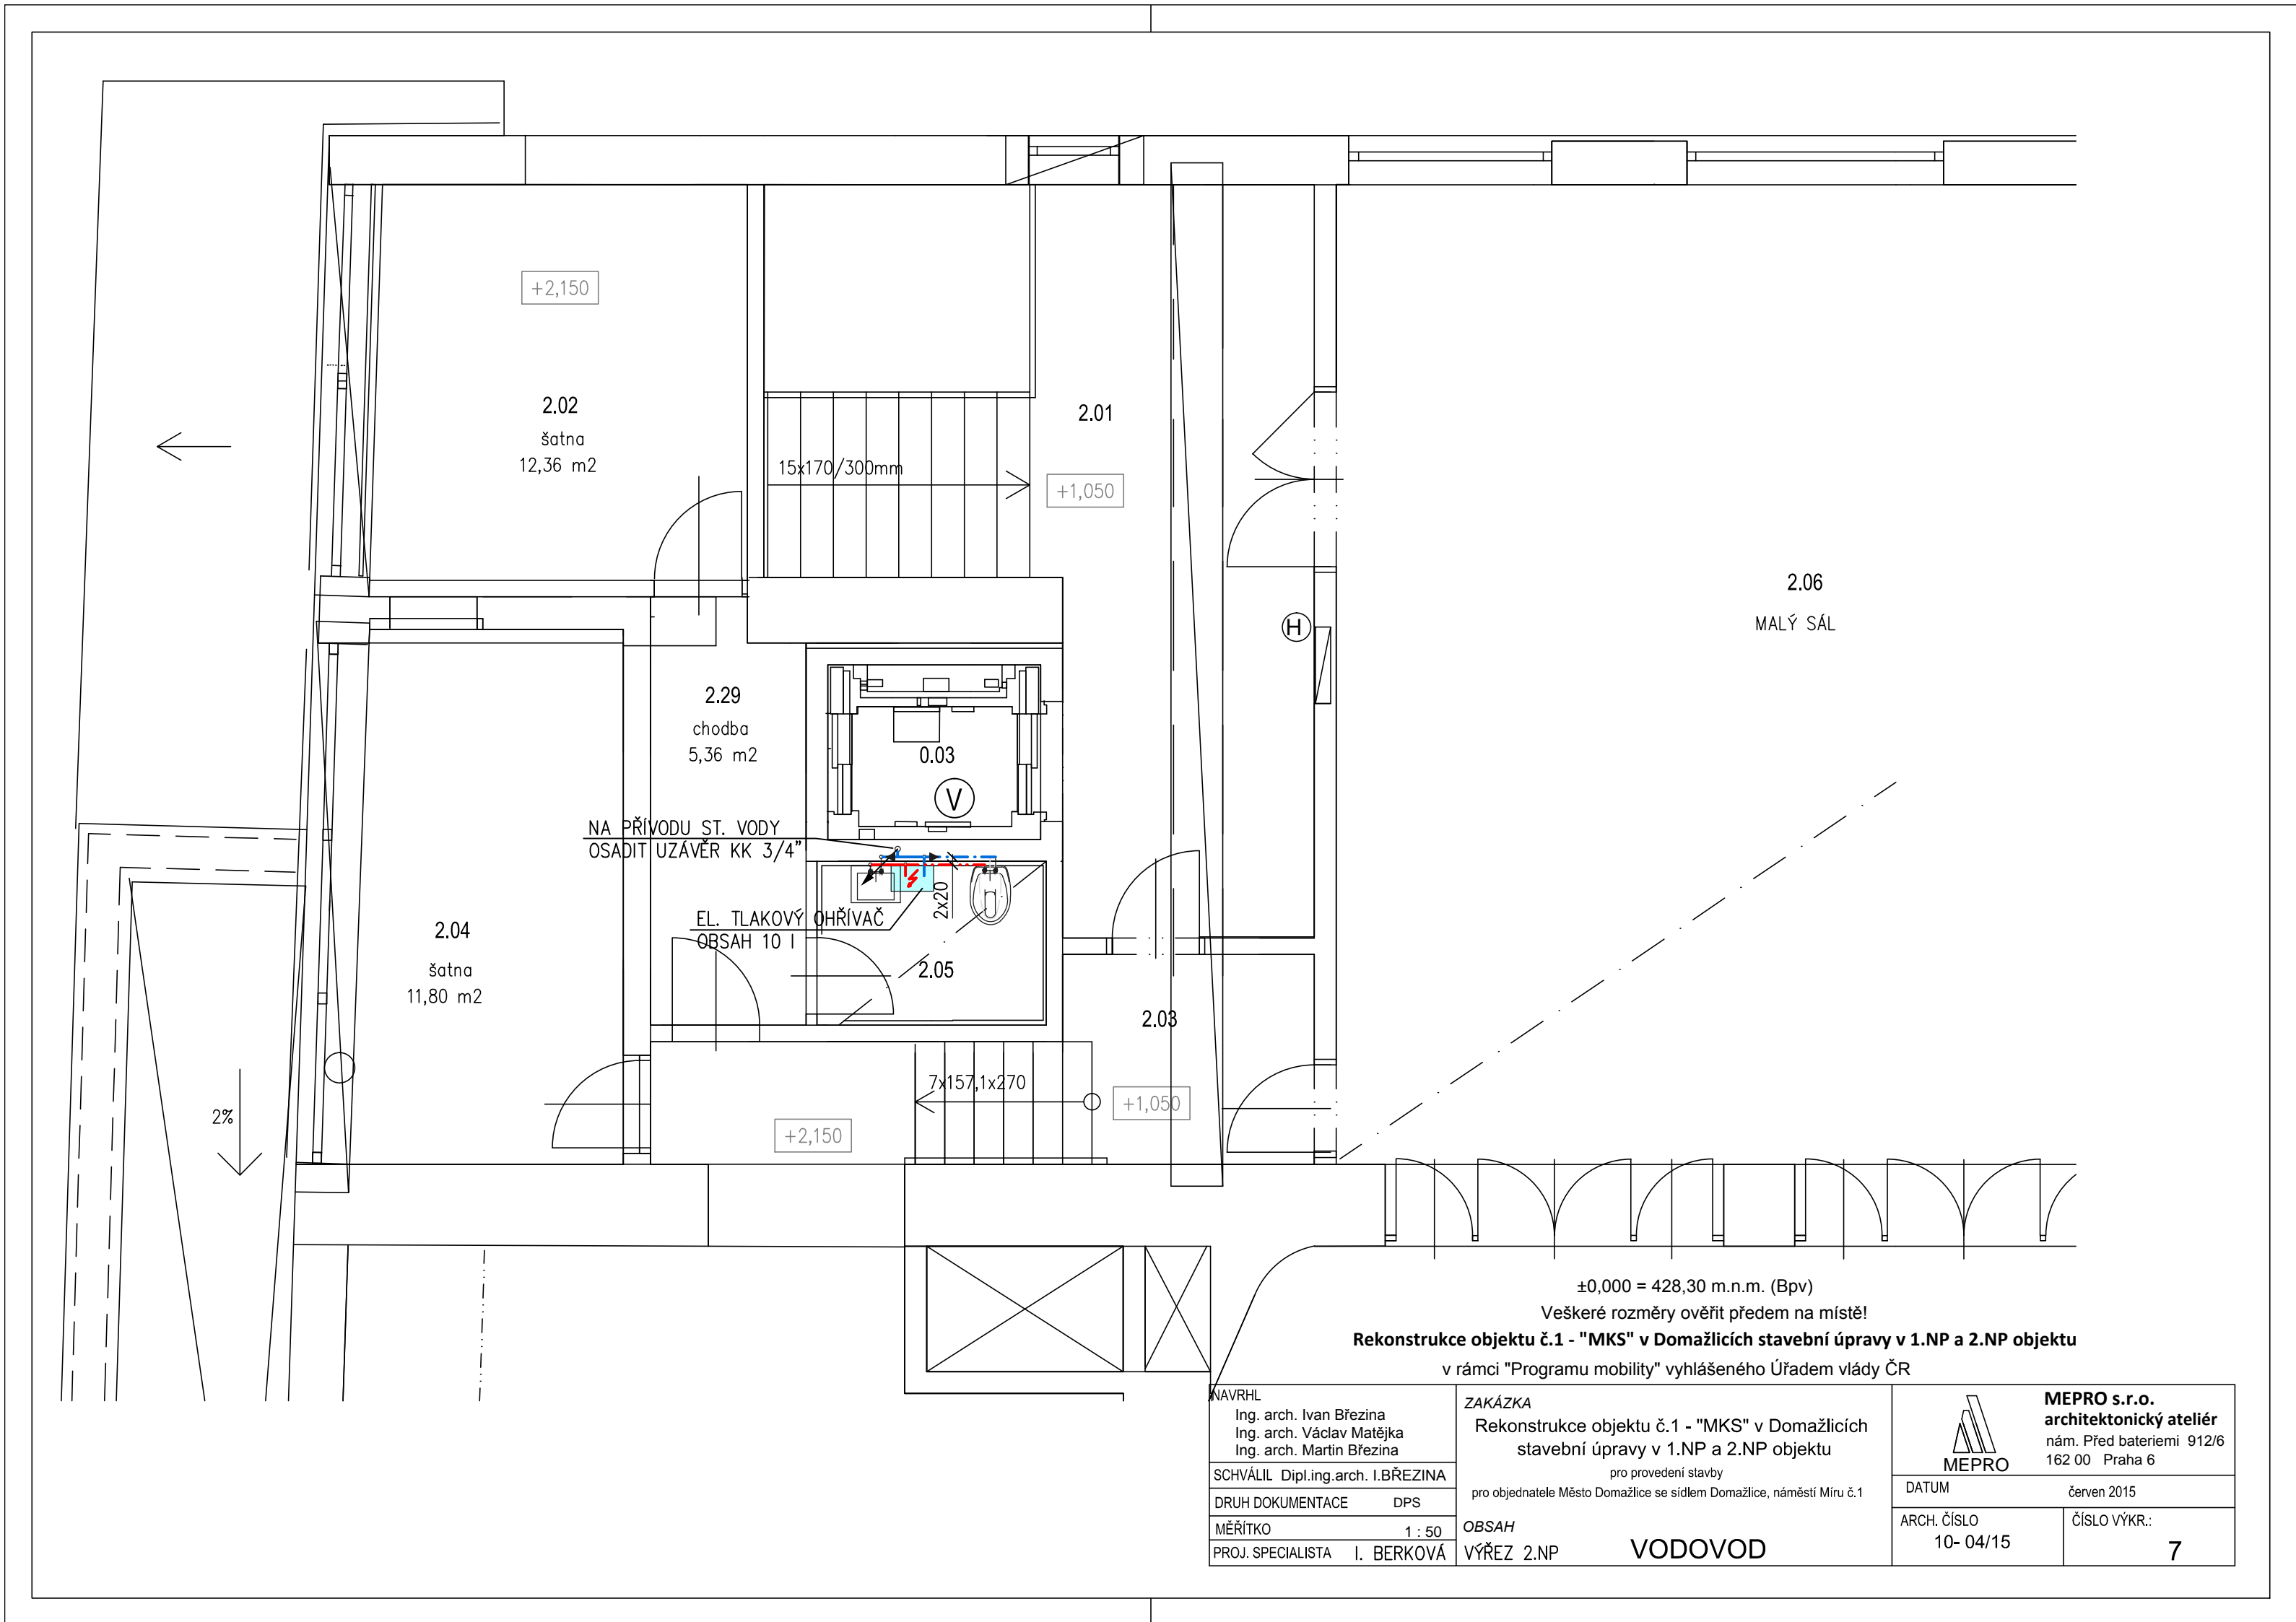 +2,150
2.02
šatna
12,36 m2
15x170/300mm
2.01
+1,050
2.06
MALÝ SÁL
H
2.29
chodba
5,36 m2
0.03
V
NA PŘÍVODU ST. VODY
OSADIT UZÁVĚR KK 3/4"
2x20
EL. TLAKOVÝ OHŘÍVAČ
OBSAH 10 l
2.05
2.04
šatna
11,80 m2
2.03
7x157,1x270
+1,050
+2,150
2%
±0,000 = 428,30 m.n.m. (Bpv)
Veškeré rozměry ověřit předem na místě!
Rekonstrukce objektu č.1 - "MKS" v Domažlicích stavební úpravy v 1.NP a 2.NP objektu
v rámci "Programu mobility" vyhlášeného Úřadem vlády ČR
NAVRHL
Ing. arch. Ivan Březina
Ing. arch. Václav Matějka
Ing. arch. Martin Březina
SCHVÁLIL Dipl.ing.arch. I.BŘEZINA
DRUH DOKUMENTACE DPS
MĚŘÍTKO 1 : 50
PROJ. SPECIALISTA I. BERKOVÁ
ZAKÁZKA
Rekonstrukce objektu č.1 - "MKS" v Domažlicích
stavební úpravy v 1.NP a 2.NP objektu
pro provedení stavby
pro objednatele Město Domažlice se sídlem Domažlice, náměstí Míru č.1
OBSAH
VÝŘEZ 2.NP VODOVOD
MEPRO
MEPRO s.r.o.
architektonický ateliér
nám. Před bateriemi 912/6
162 00 Praha 6
DATUM červen 2015
ARCH. ČÍSLO
10- 04/15
ČÍSLO VÝKR.:
7